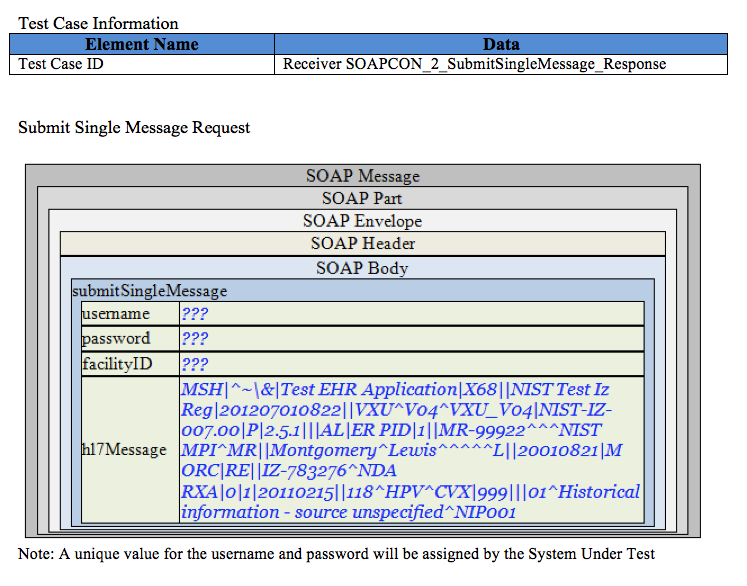 Test Case Information
Element Name Data
Test Case ID Receiver SOAPCON_2_SubmitSingleMessage_Response
Submit Single Message Request
SOAP Message
SOAP Part
SOAP Envelope
SOAP Header
SOAP Body
submitSingleMessage
username ???
password ???
facilityID ???
hl7Message
MSH|^~\&|Test EHR Application|X68||NIST Test Iz
Reg|201207010822||VXU^V04^VXU_V04|NIST-IZ-
007.00|P|2.5.1|||AL|ER PID|1||MR-99922^^^NIST
MPI^MR||Montgomery^Lewis^^^^^L||20010821|M
ORC|RE||IZ-783276^NDA
RXA|0|1|20110215||118^HPV^CVX|999|||01^Historical
information - source unspecified^NIP001
Note: A unique value for the username and password will be assigned by the System Under Test